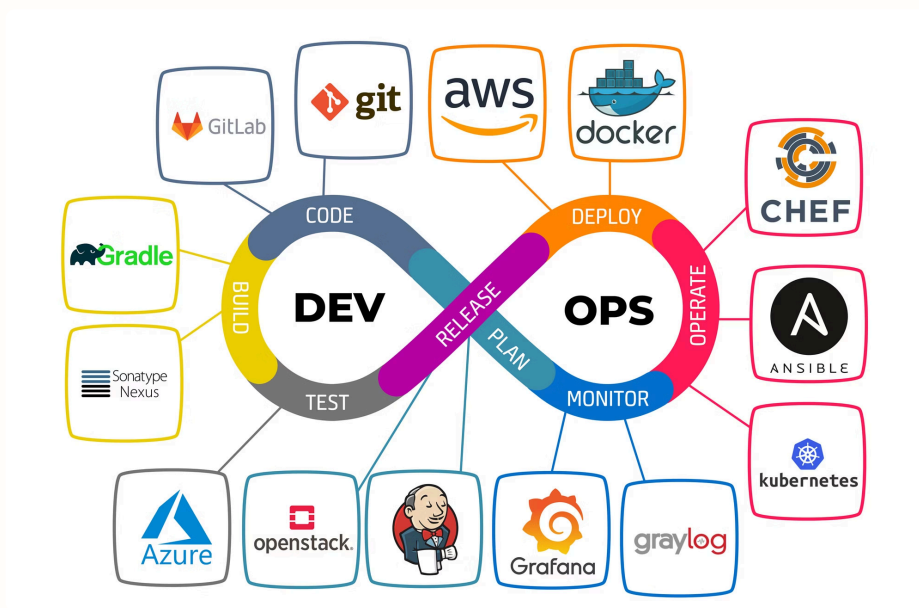 GitLab
git
aws
docker
CHEF
Gradle
CODE
DEPLOY
BUILD
DEV
RELEASE
OPS
OPERATE
PLAN
ANSIBLE
Sonatype
Nexus
TEST
MONITOR
kubernetes
Azure
openstack.
Grafana
graylog